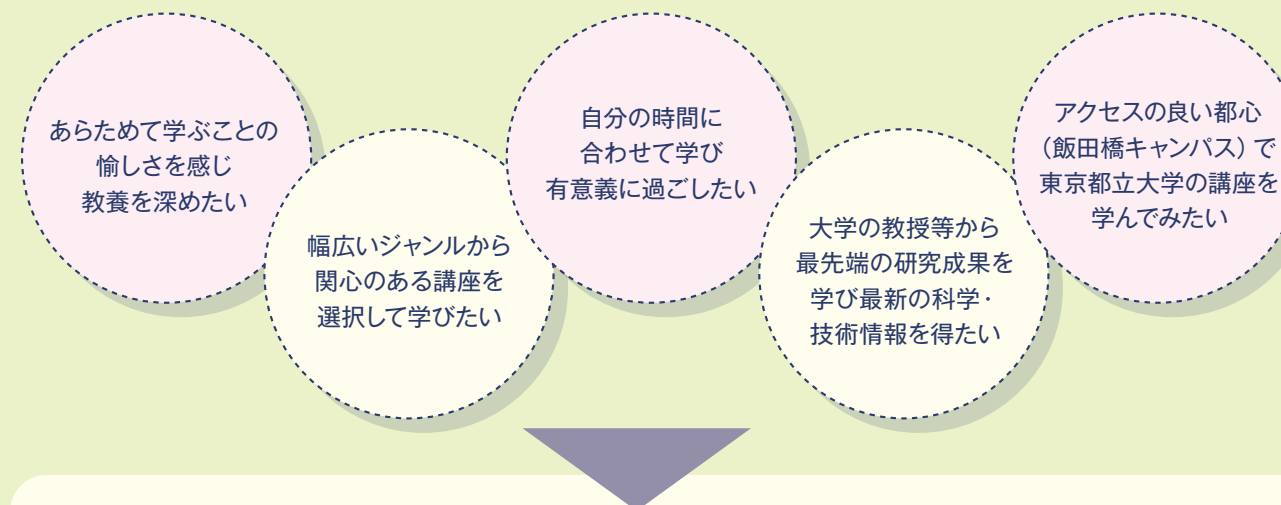 あらためて学ぶことの
愉しさを感じ
教養を深めたい
幅広いジャンルから
関心のある講座を
選択して学びたい
自分の時間に
合わせて学び
有意義に過ごしたい
大学の教授等から
最先端の研究成果を
学び最新の科学・
技術情報を得たい
アクセスの良い都心
（飯田橋キャンパス）で
東京都立大学の講座を
学んでみたい